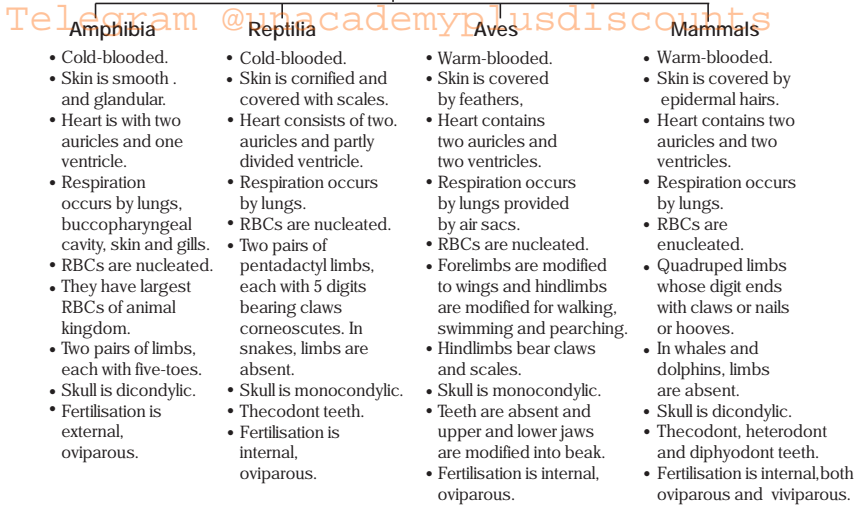 Telegram @unacademyplusdiscounts
Amphibia
• Cold-blooded.
• Skin is smooth .
and glandular.
• Heart is with two
auricles and one
ventricle.
• Respiration
occurs by lungs,
buccopharyngeal
cavity, skin and gills.
• RBCs are nucleated.
• They have largest
RBCs of animal
kingdom.
• Two pairs of limbs,
each with five-toes.
• Skull is dicondylic.
• Fertilisation is
external,
oviparous.
Reptilia
• Cold-blooded.
• Skin is cornified and
covered with scales.
• Heart consists of two.
auricles and partly
divided ventricle.
• Respiration occurs
by lungs.
• RBCs are nucleated.
• Two pairs of
pentadactyl limbs,
each with 5 digits
bearing claws
corneoscutes. In
snakes, limbs are
absent.
• Skull is monocondylic.
• Thecodont teeth.
• Fertilisation is
internal,
oviparous.
Aves
• Warm-blooded.
• Skin is covered
by feathers,
• Heart contains
two auricles and
two ventricles.
• Respiration occurs
by lungs provided
by air sacs.
• RBCs are nucleated.
• Forelimbs are modified
to wings and hindlimbs
are modified for walking,
swimming and pearching.
• Hindlimbs bear claws
and scales.
• Skull is monocondylic.
• Teeth are absent and
upper and lower jaws
are modified into beak.
• Fertilisation is internal,
oviparous.
Mammals
• Warm-blooded.
• Skin is covered by
epidermal hairs.
• Heart contains two
auricles and two
ventricles.
• Respiration occurs
by lungs.
• RBCs are
enucleated.
• Quadruped limbs
whose digit ends
with claws or nails
or hooves.
• In whales and
dolphins, limbs
are absent.
• Skull is dicondylic.
• Thecodont, heterodont
and diphyodont teeth.
• Fertilisation is internal,both
oviparous and viviparous.